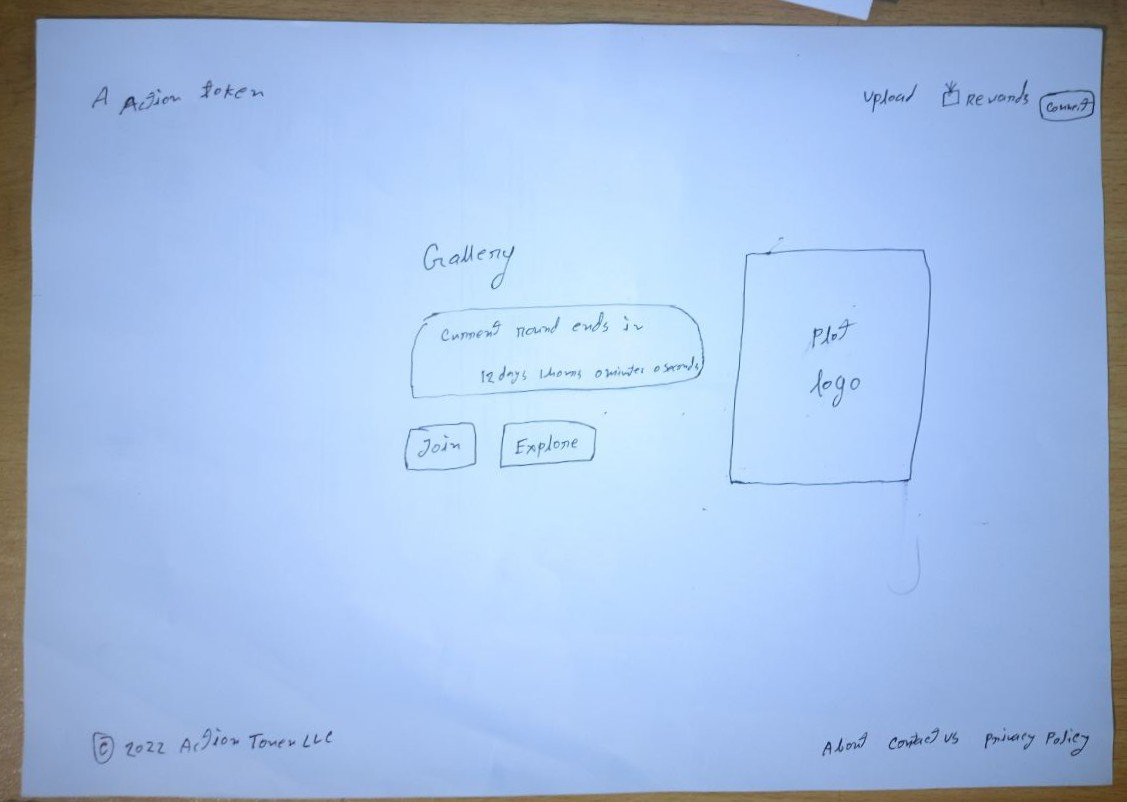 A Action token
Upload Rewards Connect
Gallery
Current round ends in
12 days 1 hours 0 minutes 0 seconds
Join Explore
Plot
logo
© 2022 Action Token LLC
About Contact Us Privacy Policy